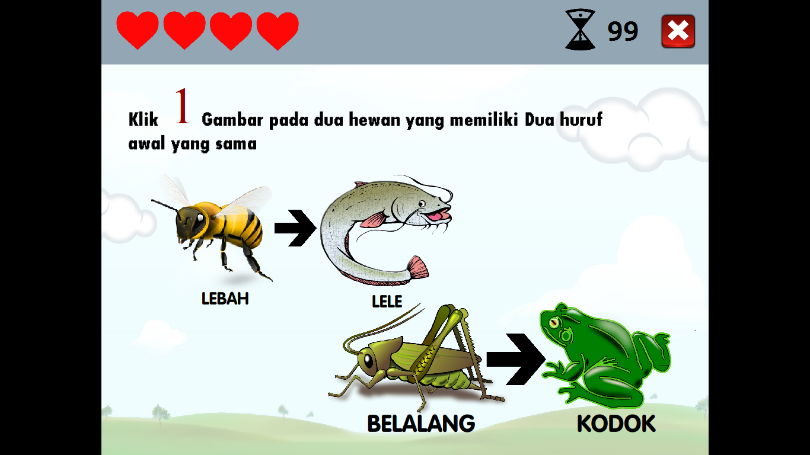 99
Klik 1 Gambar pada dua hewan yang memiliki Dua huruf
awal yang sama
LEBAH
LELE
BELALANG
KODOK